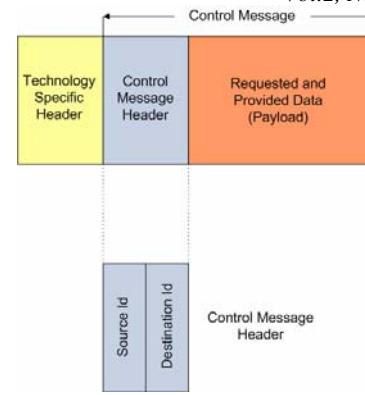 Control Message
Technology
Specific
Header
Control
Message
Header
Requested and
Provided Data
(Payload)
Source Id
Destination Id
Control Message
Header